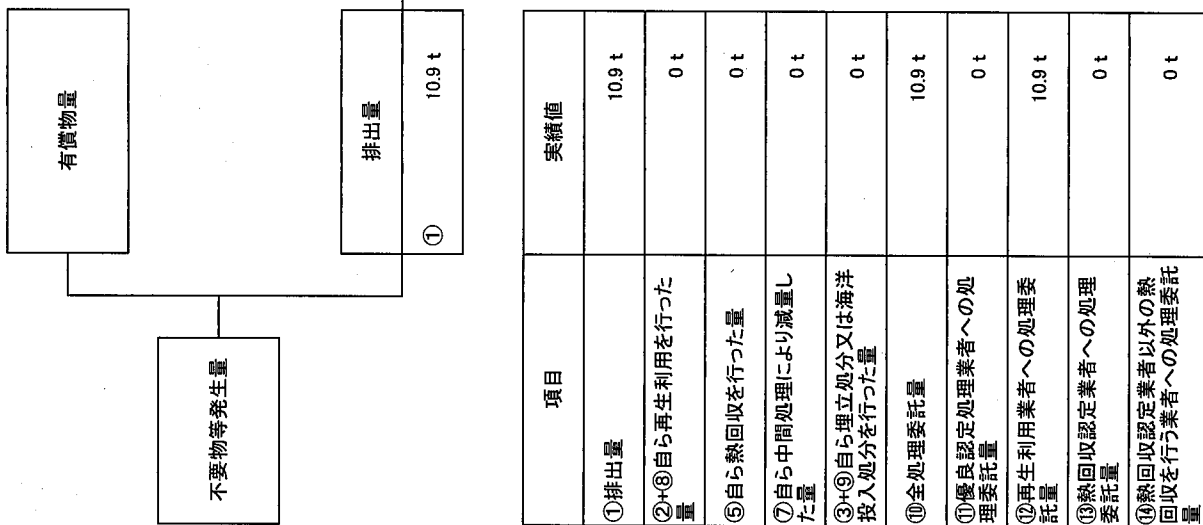 不要物等発生量
有償物量
排出量
① 10.9 t
項目 実績値
①排出量 10.9 t
②+⑧自ら再生利用を行った
量 0 t
⑤自ら熱回収を行った量 0 t
⑦自ら中間処理により減量し
た量 0 t
③+⑨自ら埋立処分又は海洋
投入処分を行った量 0 t
⑩全処理委託量 10.9 t
⑪優良認定処理業者への処
理委託量 0 t
⑫再生利用業者への処理委
託量 10.9 t
⑬熱回収認定業者への処理
委託量 0 t
⑭熱回収認定業者以外の熱
回収を行う業者への処理委託
量 0 t